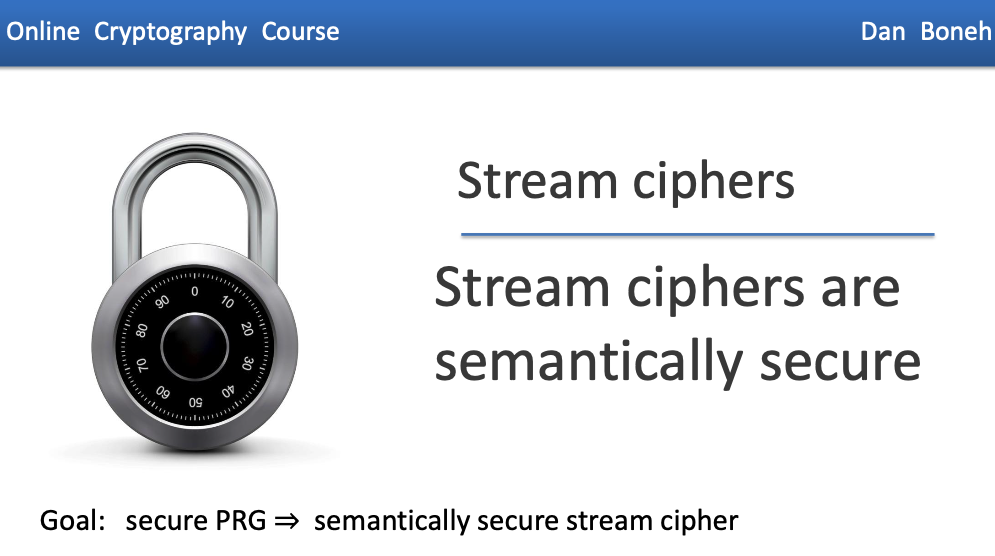 Online Cryptography Course
Dan Boneh
0
10
20
30
40
50
60
70
80
90
Stream ciphers
Stream ciphers are
semantically secure
Goal: secure PRG ⇒ semantically secure stream cipher